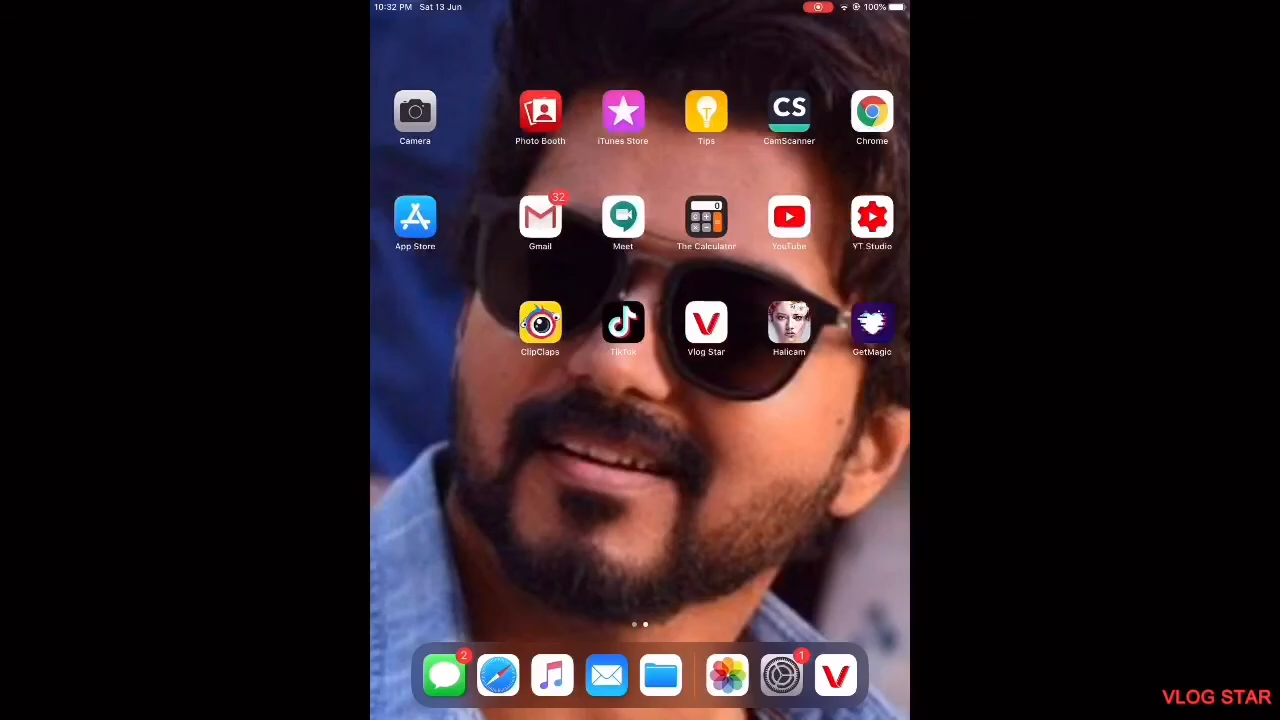 10:32 PM Sat 13 Jun 100%
Camera Photo Booth iTunes Store Tips CS CamScanner Chrome
32 0
App Store Gmail Meet The Calculator YouTube YT Studio
ClipClaps TikTok Vlog Star Halicam GetMagic
2 1
VLOG STAR